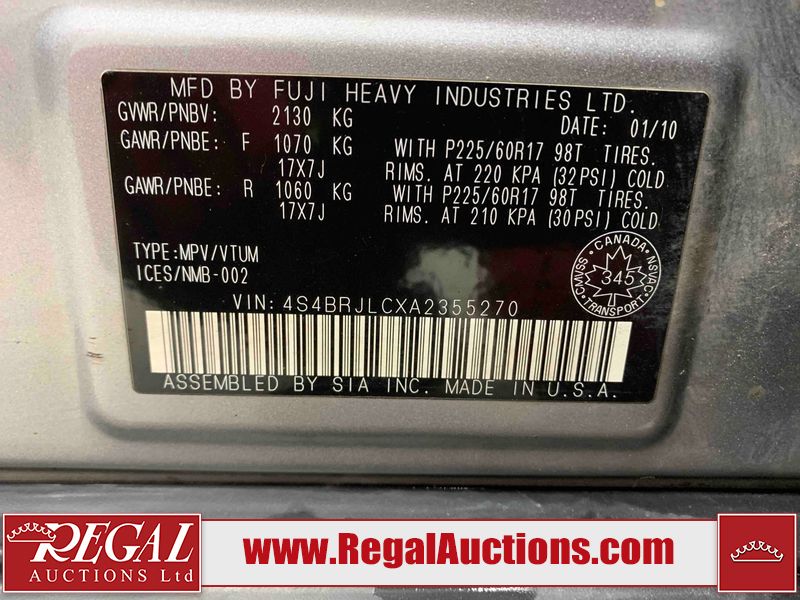 MFD BY FUJI HEAVY INDUSTRIES LTD.
GVWR/PNBV: 2130 KG DATE: 01/10
GAWR/PNBE: F 1070 KG WITH P225/60R17 98T TIRES.
17X7J RIMS. AT 220 KPA (32PSI) COLD
GAWR/PNBE: R 1060 KG WITH P225/60R17 98T TIRES.
17X7J RIMS. AT 210 KPA (30PSI) COLD
TYPE:MPV/VTUM
ICES/NMB-002
CANADA
CMVSS 345 NSVAC
VIN: 4S4BRJLCXA2355270
ASSEMBLED BY SIA INC. MADE IN U.S.A.
REGAL
AUCTIONS Ltd
www.RegalAuctions.com